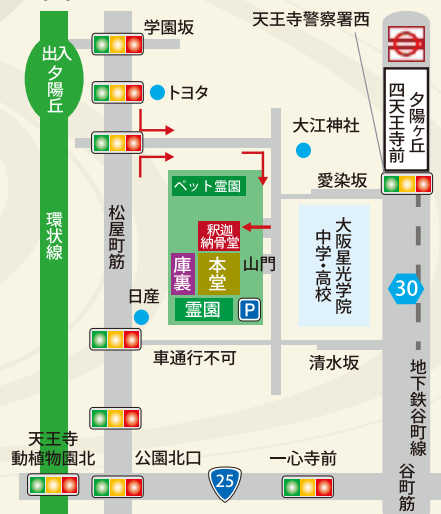 学園坂
天王寺警察署西
出入
夕陽丘
トヨタ
四天王寺前
夕陽ヶ丘
大江神社
愛染坂
ペット霊園
環状線
松屋町筋
釈迦
納骨堂
庫裏
本堂
山門
大阪星光学院
中学・高校
日産
霊園
P
30
車通行不可
清水坂
地下鉄谷町線
天王寺
動植物園北
公園北口
25
一心寺前
谷町筋